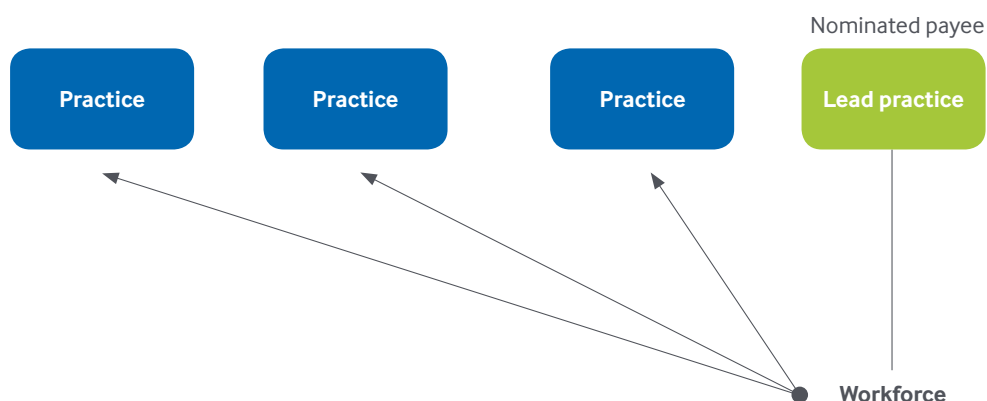 Nominated payee
Practice
Practice
Practice
Lead practice
Workforce